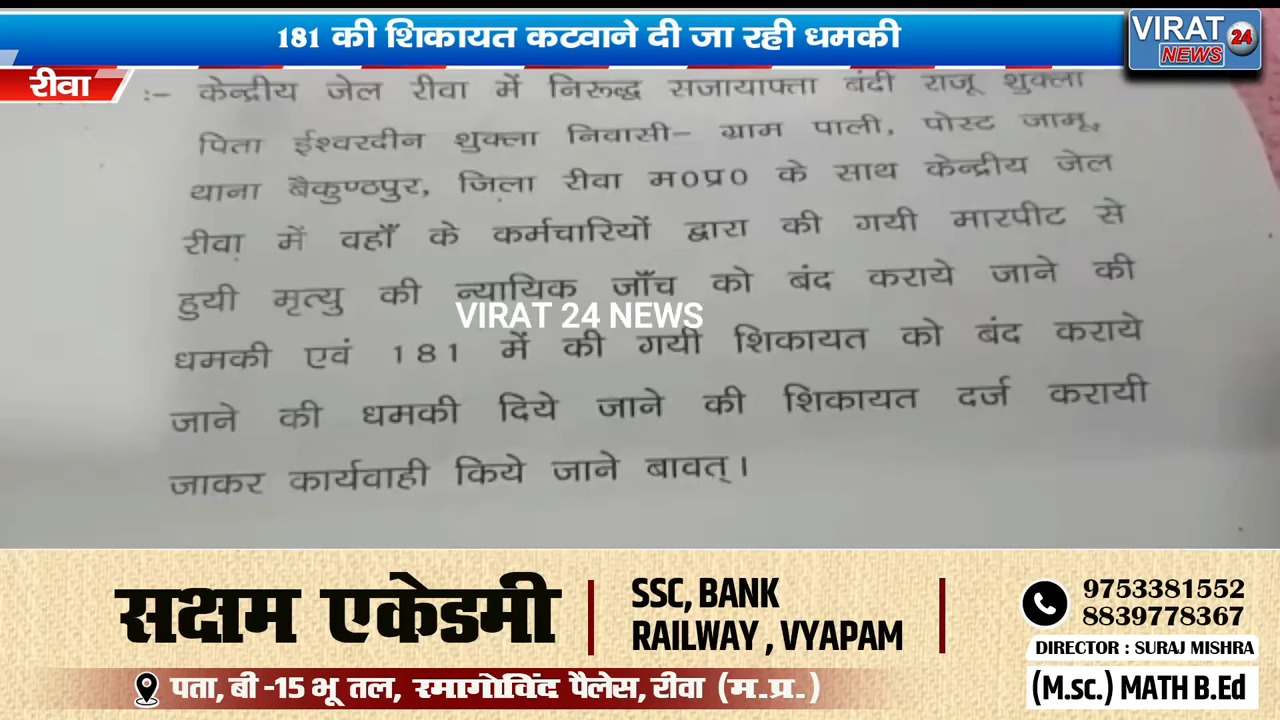 181 की शिकायत कटवाने दी जा रही धमकी
VIRAT 24
NEWS
रीवा
:– केन्द्रीय जेल रीवा में निरूद्ध सजायाफ्ता बंदी राजू शुक्ला
पिता ईश्वरदीन शुक्ला निवासी– ग्राम पाली, पोस्ट जामू,
थाना बैकुण्ठपुर, जिला रीवा म0प्र0 के साथ केन्द्रीय जेल
रीवा में वहाँ के कर्मचारियों द्वारा की गयी मारपीट से
हुयी मृत्यु की न्यायिक जाँच को बंद कराये जाने की
VIRAT 24 NEWS
धमकी एवं 181 में की गयी शिकायत को बंद कराये
जाने की धमकी दिये जाने की शिकायत दर्ज करायी
जाकर कार्यवाही किये जाने बावत्।
सक्षम एकेडमी
SSC, BANK
RAILWAY , VYAPAM
9753381552
8839778367
DIRECTOR : SURAJ MISHRA
(M.sc.) MATH B.Ed
पता, बी -15 भू तल, रमागोविंद पैलेस, रीवा (म.प्र.)